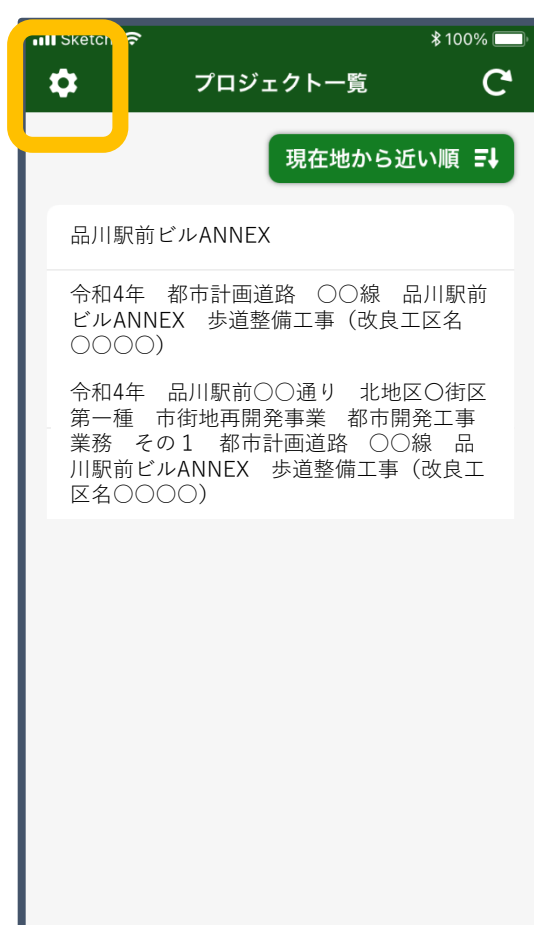 Sketch 100%
プロジェクト一覧
現在地から近い順
品川駅前ビルANNEX
令和4年　都市計画道路　〇〇線　品川駅前
ビルANNEX　歩道整備工事（改良工区名
〇〇〇〇）
令和4年　品川駅前〇〇通り　北地区〇街区
第一種　市街地再開発事業　都市開発工事
業務　その１　都市計画道路　〇〇線　品
川駅前ビルANNEX　歩道整備工事（改良工
区名〇〇〇〇）